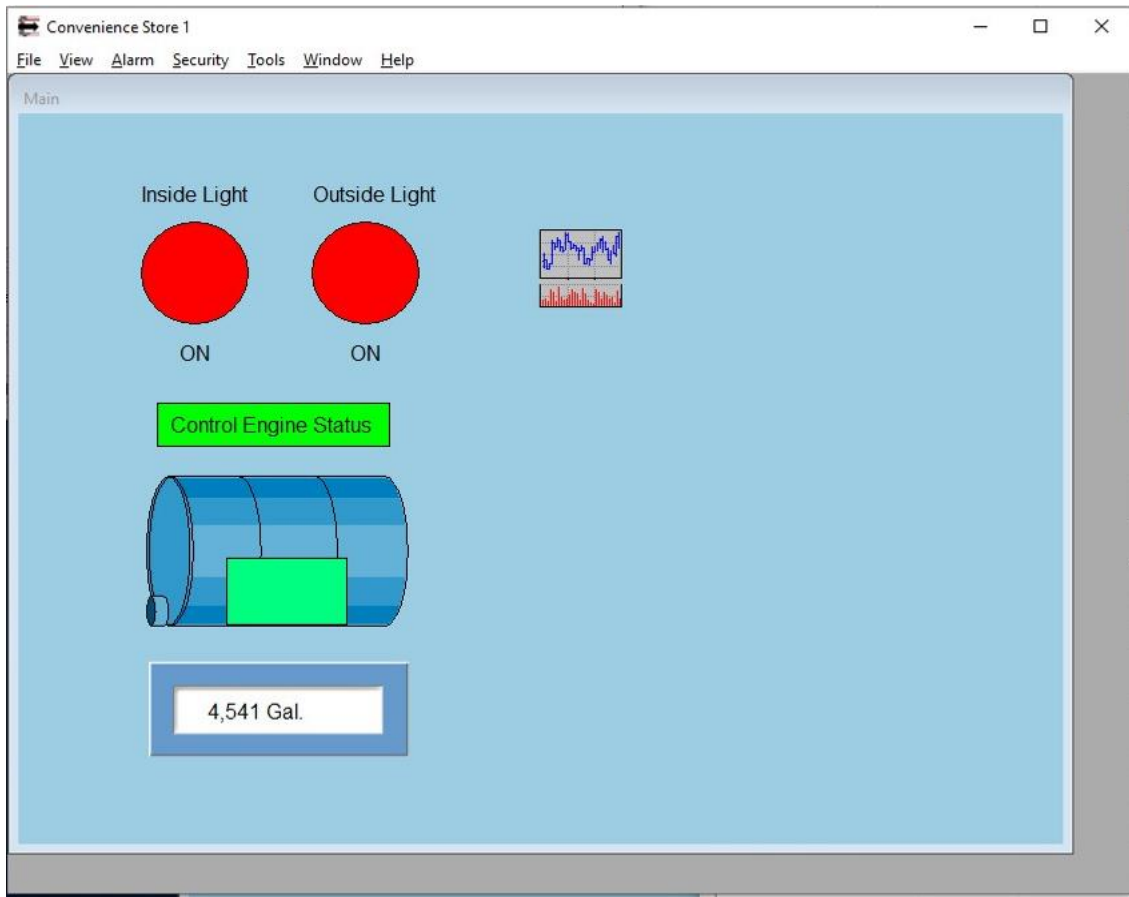 Convenience Store 1
File View Alarm Security Tools Window Help
Main
Inside Light Outside Light
ON ON
Control Engine Status
4,541 Gal.